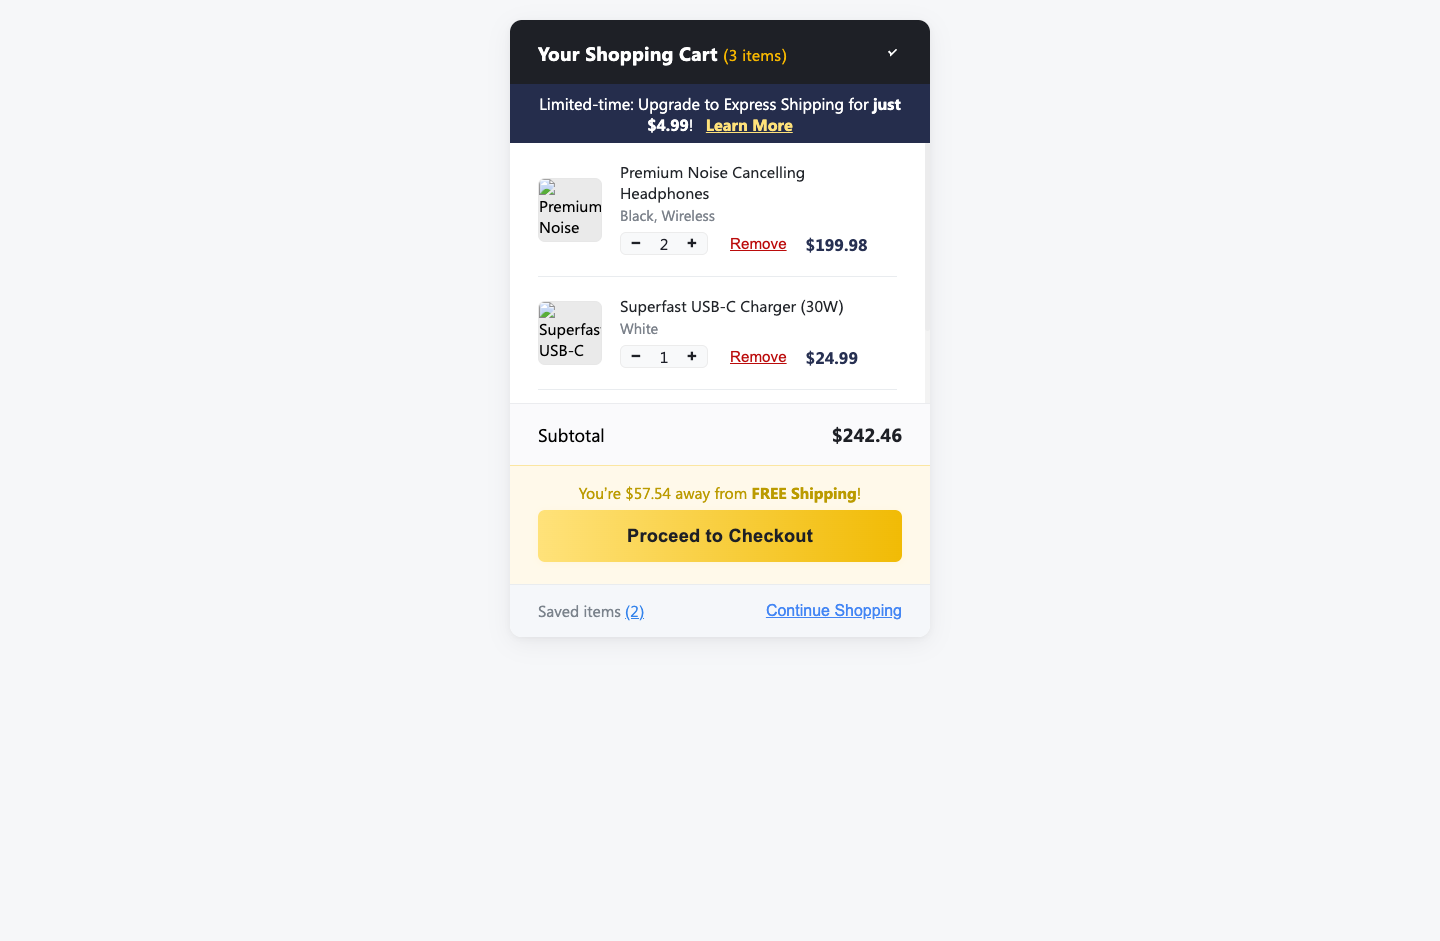 Your Shopping Cart (3 items)
Limited-time: Upgrade to Express Shipping for just
$4.99! Learn More
Premium Noise Cancelling
Headphones
Black, Wireless
Premium
Noise
− 2 + Remove $199.98
Superfast USB-C Charger (30W)
White
Superfas
USB-C
− 1 + Remove $24.99
Subtotal $242.46
You're $57.54 away from FREE Shipping!
Proceed to Checkout
Saved items (2) Continue Shopping